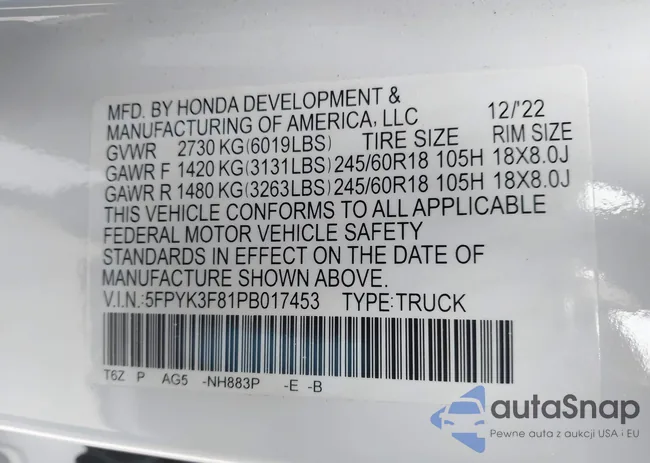 MFD. BY HONDA DEVELOPMENT &
MANUFACTURING OF AMERICA, LLC 12/'22
GVWR 2730 KG(6019LBS) TIRE SIZE RIM SIZE
GAWR F 1420 KG(3131LBS) 245/60R18 105H 18X8.0J
GAWR R 1480 KG(3263LBS) 245/60R18 105H 18X8.0J
THIS VEHICLE CONFORMS TO ALL APPLICABLE
FEDERAL MOTOR VEHICLE SAFETY
STANDARDS IN EFFECT ON THE DATE OF
MANUFACTURE SHOWN ABOVE.
V.I.N.:5FPYK3F81PB017453 TYPE:TRUCK
T6Z P AG5 -NH883P -E -B
autaSnap
Pewne auta z aukcji USA i EU